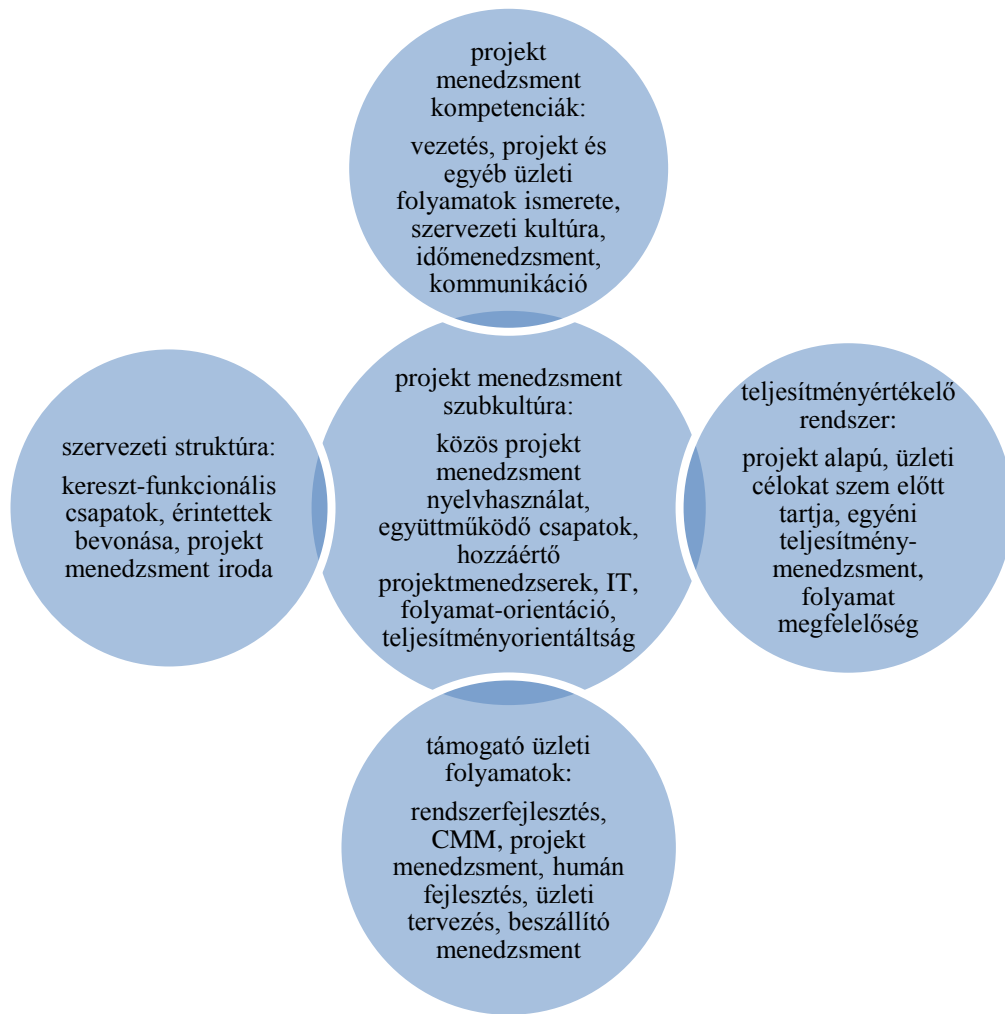 projekt
menedzsment
kompetenciák:
vezetés, projekt és
egyéb üzleti
folyamatok ismerete,
szervezeti kultúra,
időmenedzsment,
kommunikáció
szervezeti struktúra:
kereszt-funkcionális
csapatok, érintettek
bevonása, projekt
menedzsment iroda
projekt menedzsment
szubkultúra:
közös projekt
menedzsment
nyelvhasználat,
együttműködő csapatok,
hozzáértő
projektmenedzserek, IT,
folyamat-orientáció,
teljesítményorientáltság
teljesítményértékelő
rendszer:
projekt alapú, üzleti
célokat szem előtt
tartja, egyéni
teljesítmény-
menedzsment,
folyamat
megfelelőség
támogató üzleti
folyamatok:
rendszerfejlesztés,
CMM, projekt
menedzsment, humán
fejlesztés, üzleti
tervezés, beszállító
menedzsment